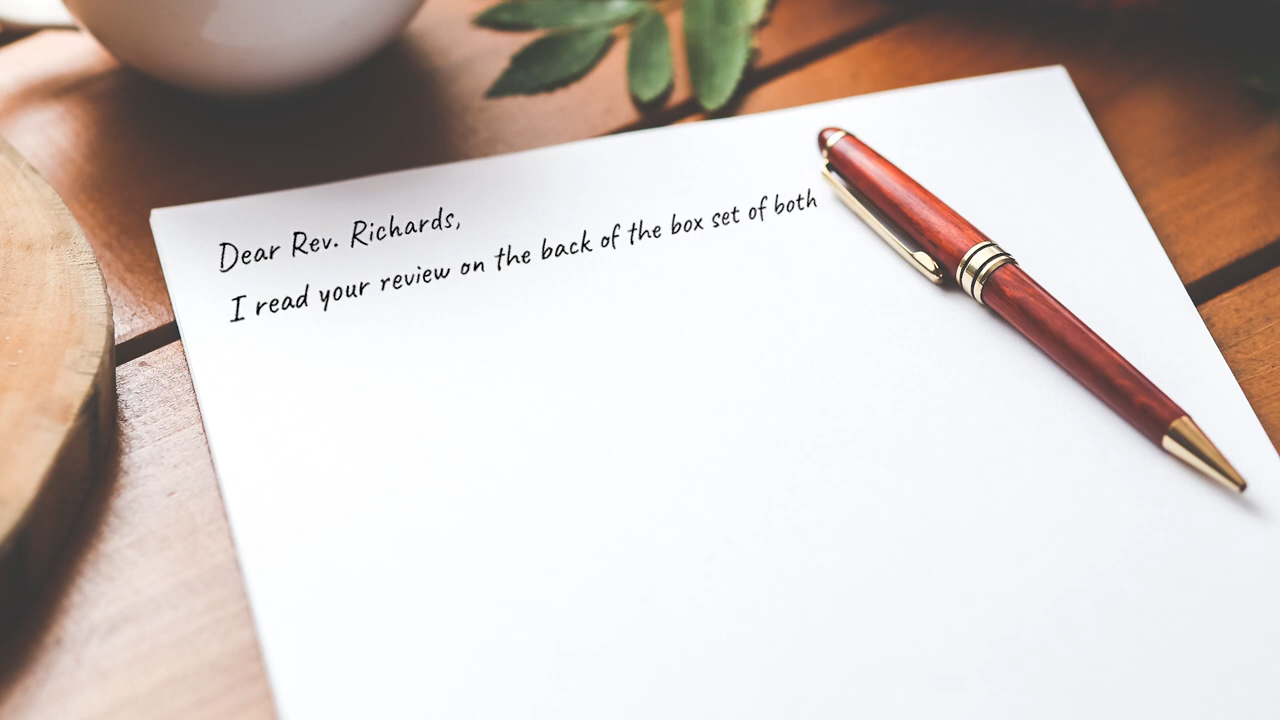 Dear Rev. Richards,
I read your review on the back of the box set of both